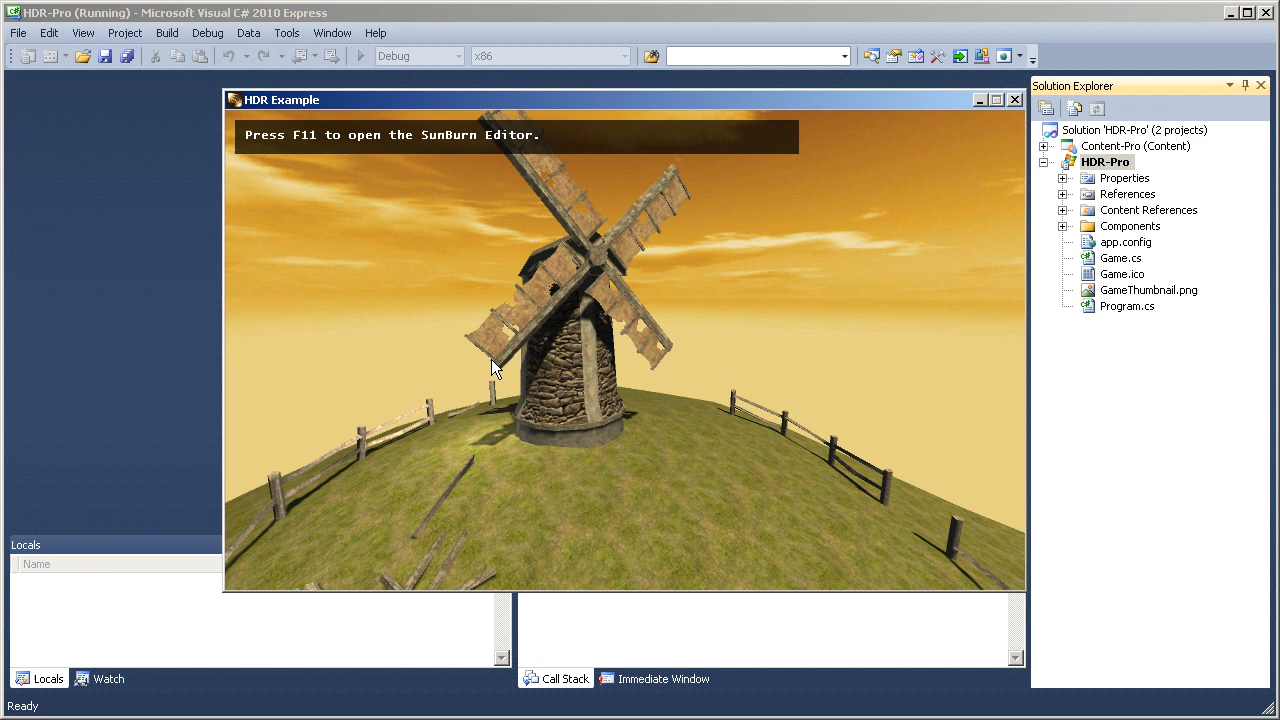 HDR-Pro (Running) - Microsoft Visual C# 2010 Express
File Edit View Project Build Debug Data Tools Window Help
Debug x86
Solution Explorer
HDR Example
Press F11 to open the SunBurn Editor.
Solution 'HDR-Pro' (2 projects)
Content-Pro (Content)
HDR-Pro
Properties
References
Content References
Components
app.config
Game.cs
Game.ico
GameThumbnail.png
Program.cs
Locals
Name
Locals Watch Call Stack Immediate Window
Ready